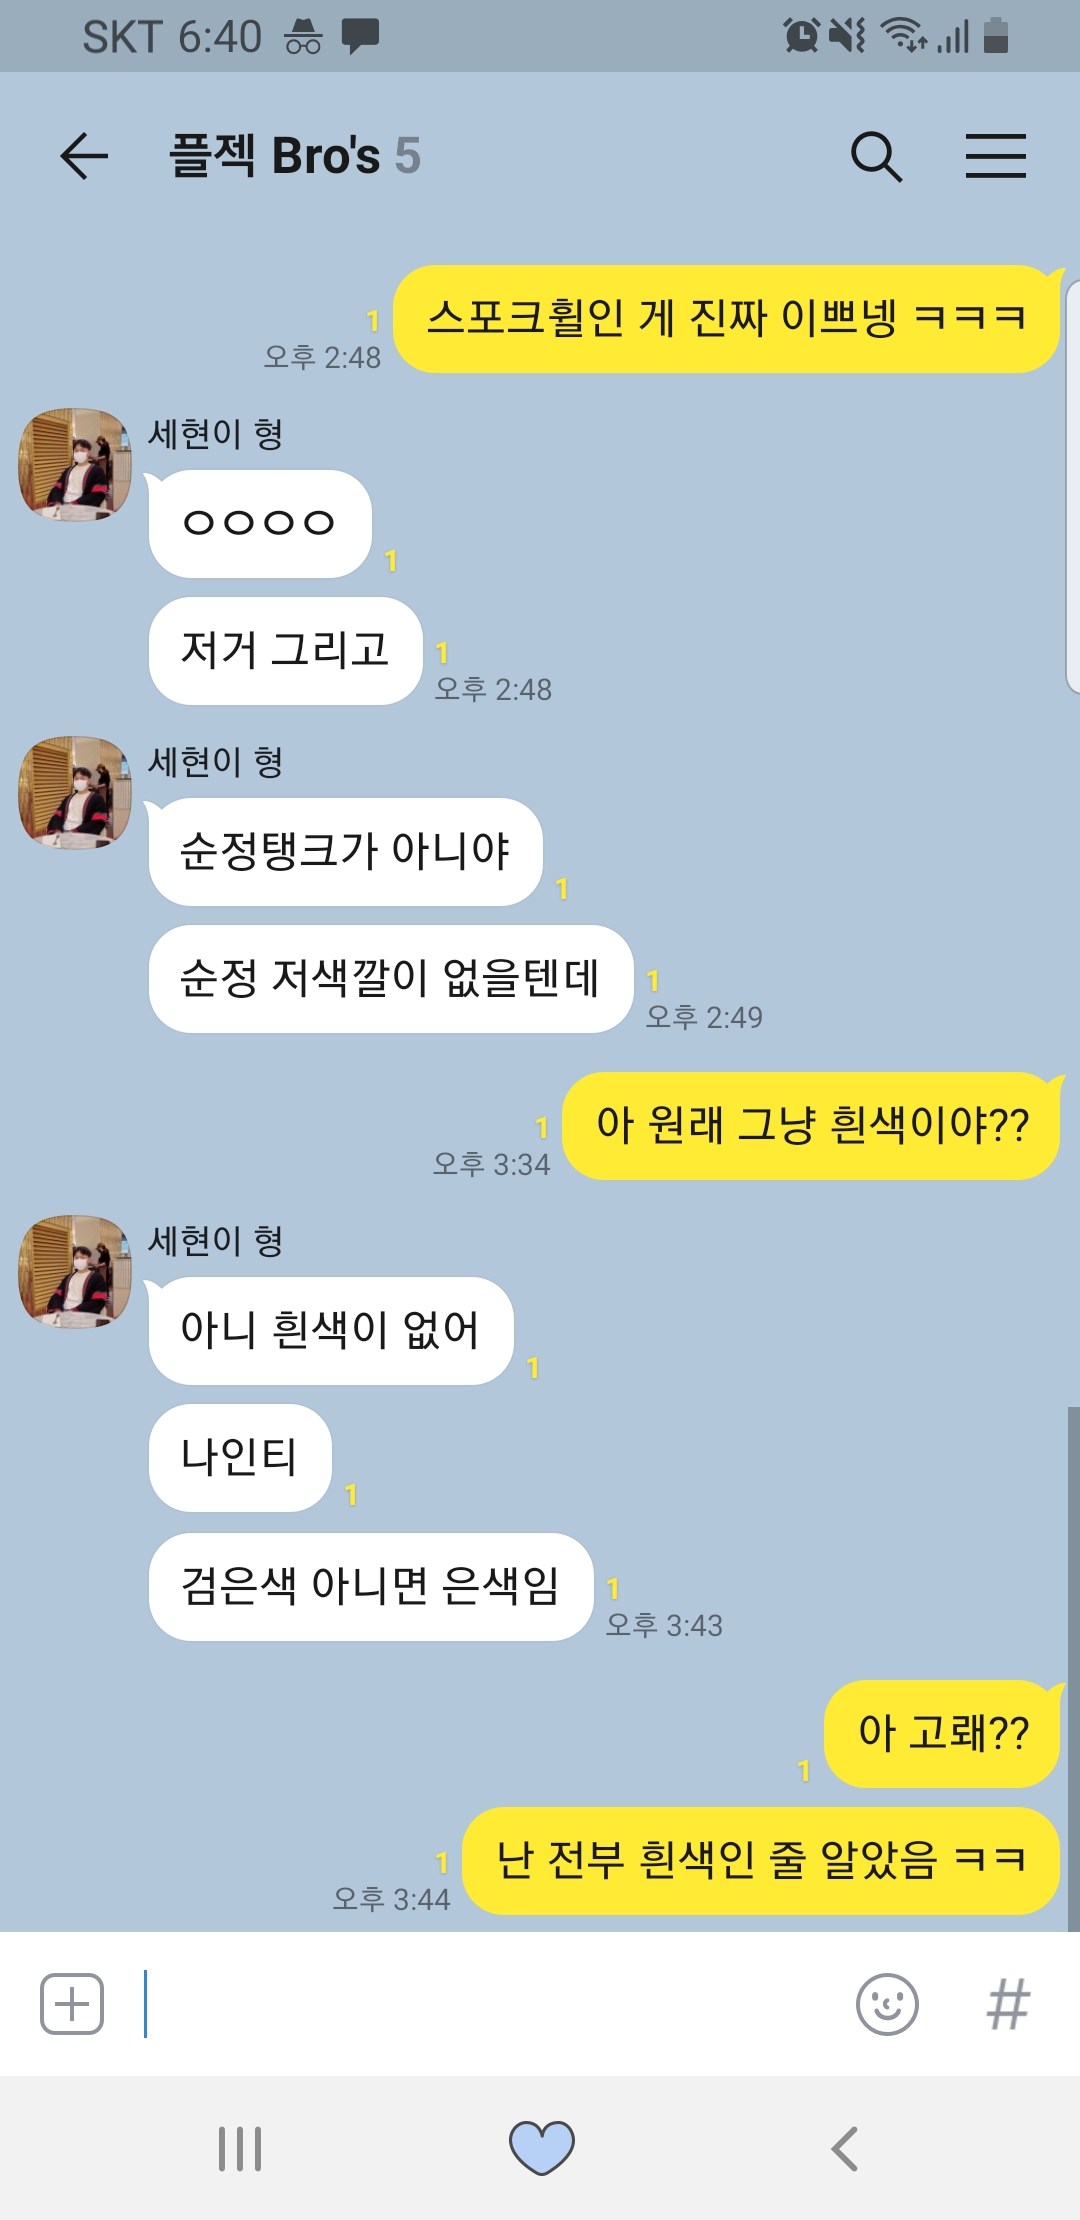 SKT 6:40
플젝 Bro's 5
스포크휠인 게 진짜 이쁘넹 ㅋㅋㅋ
1
오후 2:48
세현이 형
ㅇㅇㅇㅇ
1
저거 그리고
1
오후 2:48
세현이 형
순정탱크가 아니야
1
순정 저색깔이 없을텐데
1
오후 2:49
아 원래 그냥 흰색이야??
1
오후 3:34
세현이 형
아니 흰색이 없어
1
나인티
1
검은색 아니면 은색임
1
오후 3:43
아 고뢔??
1
난 전부 흰색인 줄 알았음 ㅋㅋ
1
오후 3:44
#